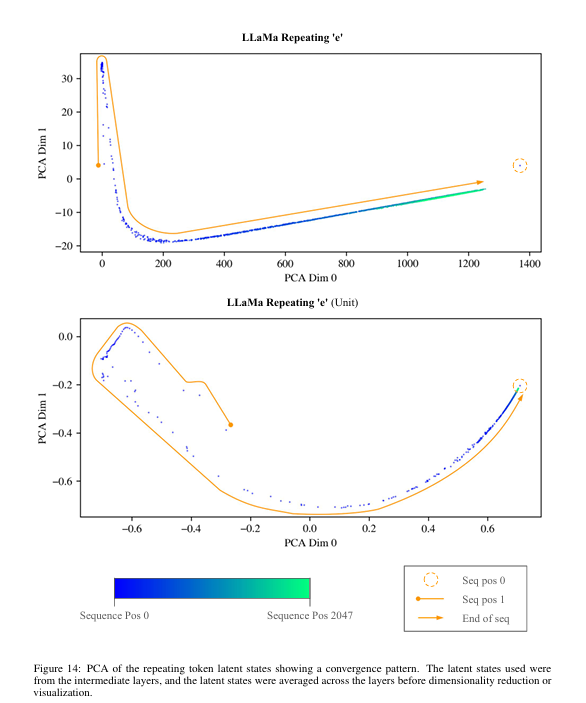 LLaMa Repeating 'e'
30
20
10
0
−10
−20
PCA Dim 1
0 200 400 600 800 1000 1200 1400
PCA Dim 0
LLaMa Repeating 'e' (Unit)
0.0
−0.2
−0.4
−0.6
PCA Dim 1
−0.6 −0.4 −0.2 0.0 0.2 0.4 0.6
PCA Dim 0
Sequence Pos 0 Sequence Pos 2047
Seq pos 0
Seq pos 1
End of seq
Figure 14: PCA of the repeating token latent states showing a convergence pattern. The latent states used were
from the intermediate layers, and the latent states were averaged across the layers before dimensionality reduction or
visualization.